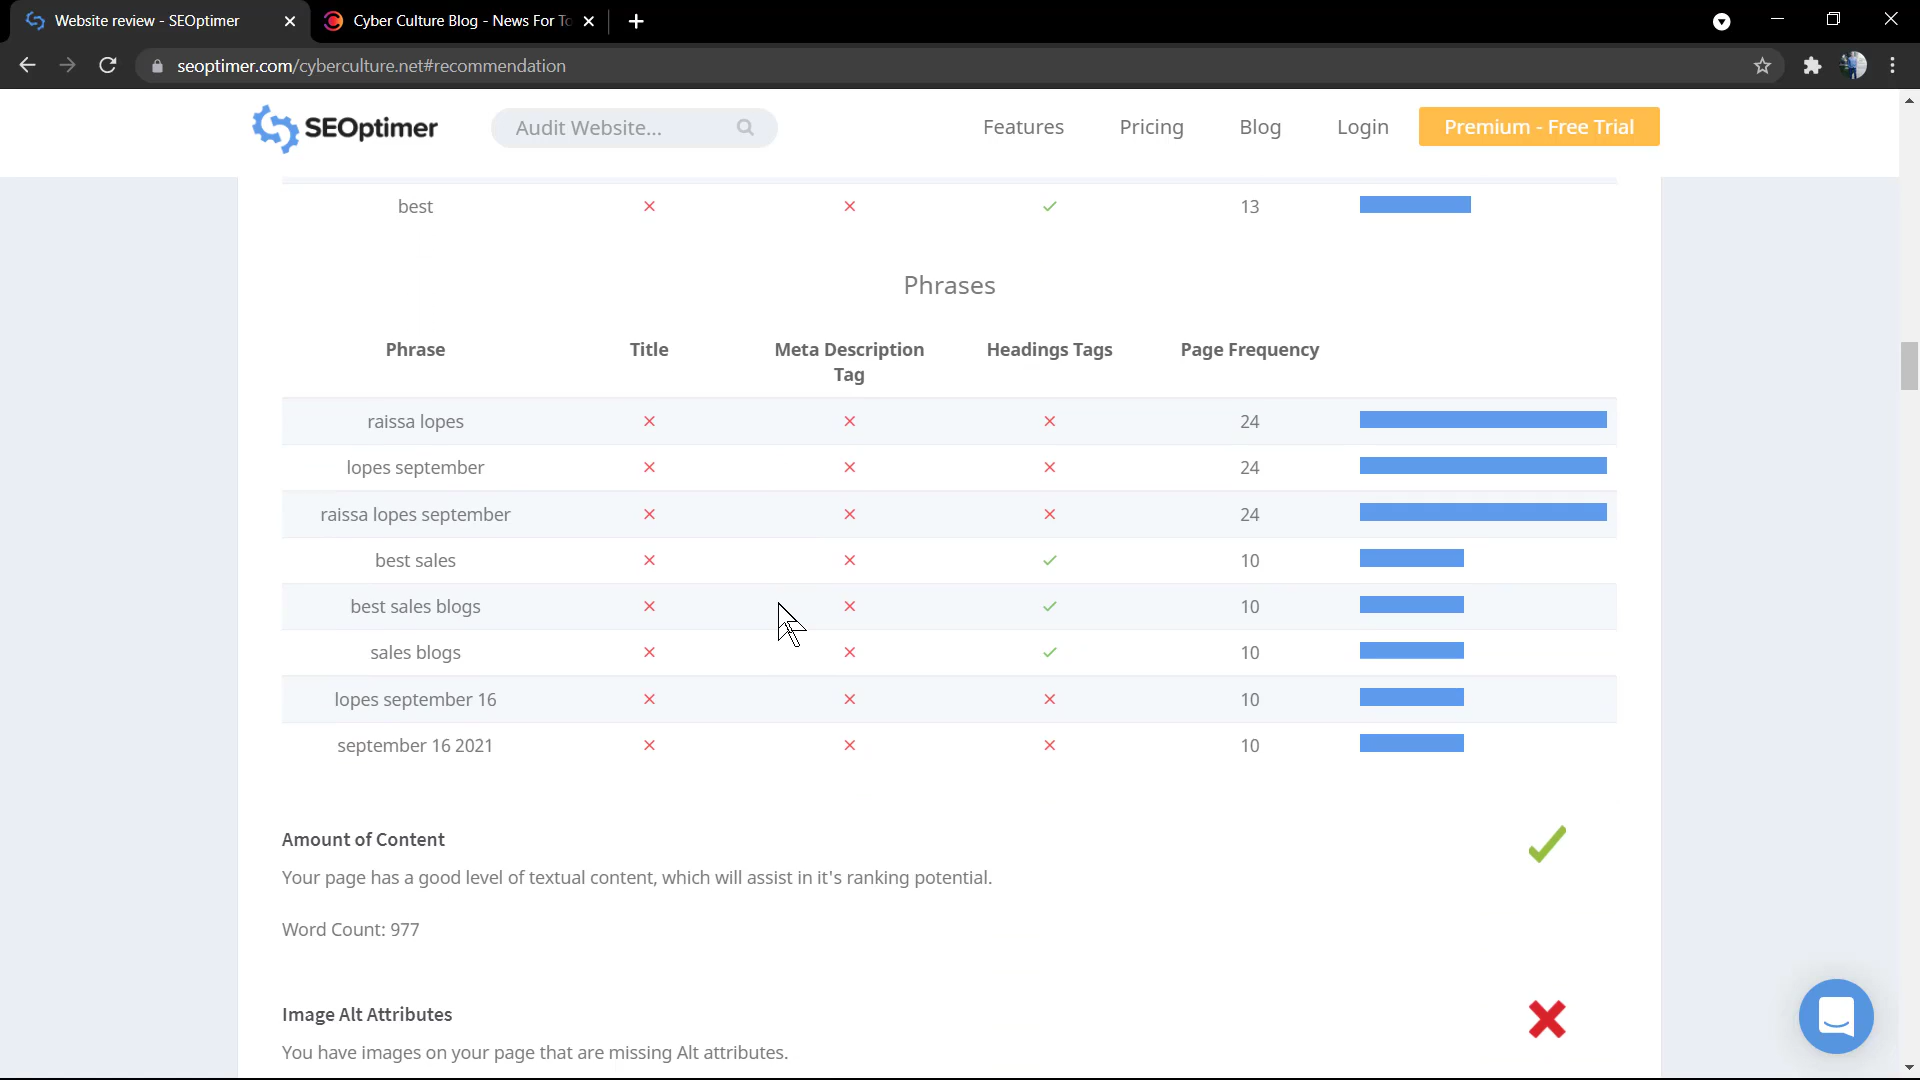 Website review - SEOptimer
Cyber Culture Blog - News For To
seoptimer.com/cyberculture.net#recommendation
SEOptimer
Audit Website...
Features
Pricing
Blog
Login
Premium - Free Trial
best 13
Phrases
Phrase Title Meta Description Tag Headings Tags Page Frequency
raissa lopes 24
lopes september 24
raissa lopes september 24
best sales 10
best sales blogs 10
sales blogs 10
lopes september 16 10
september 16 2021 10
Amount of Content
Your page has a good level of textual content, which will assist in it's ranking potential.
Word Count: 977
Image Alt Attributes
You have images on your page that are missing Alt attributes.